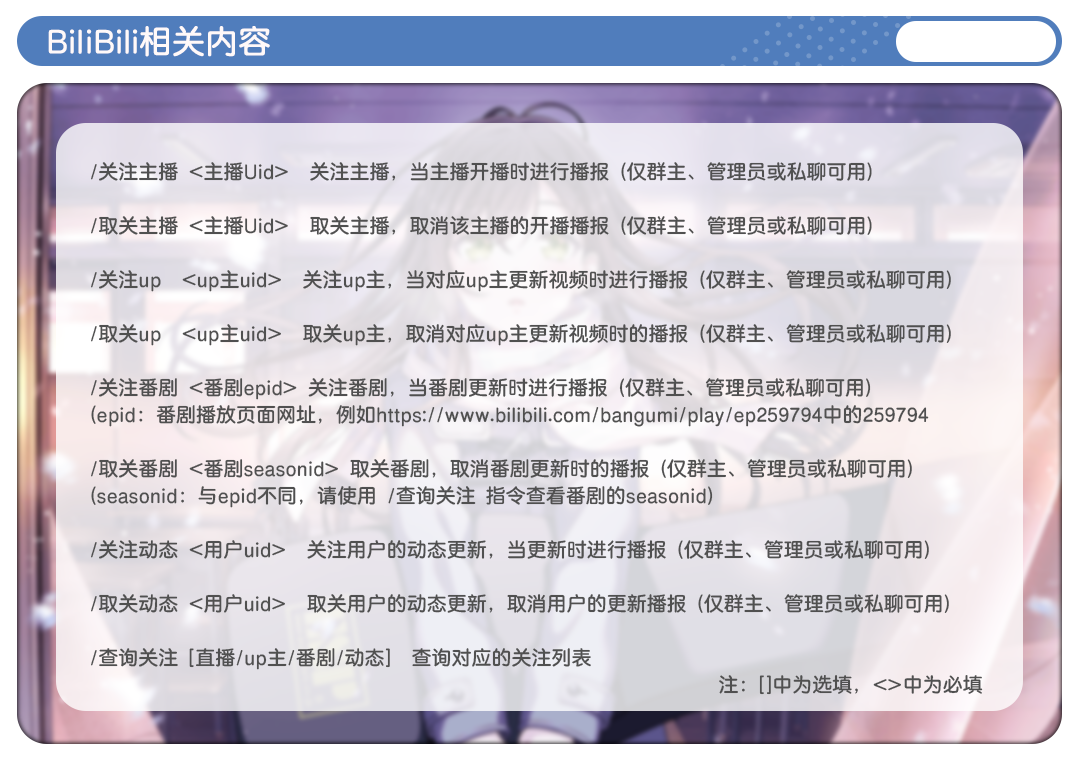 BiliBili相关内容
/关注主播 <主播Uid> 关注主播，当主播开播时进行播报（仅群主、管理员或私聊可用）
/取关主播 <主播Uid> 取关主播，取消该主播的开播播报（仅群主、管理员或私聊可用）
/关注up <up主uid> 关注up主，当对应up主更新视频时进行播报（仅群主、管理员或私聊可用）
/取关up <up主uid> 取关up主，取消对应up主更新视频时的播报（仅群主、管理员或私聊可用）
/关注番剧 <番剧epid> 关注番剧，当番剧更新时进行播报（仅群主、管理员或私聊可用）
(epid：番剧播放页面网址，例如https://www.bilibili.com/bangumi/play/ep259794中的259794
/取关番剧 <番剧seasonid> 取关番剧，取消番剧更新时的播报（仅群主、管理员或私聊可用）
(seasonid：与epid不同，请使用 /查询关注 指令查看番剧的seasonid)
/关注动态 <用户uid> 关注用户的动态更新，当更新时进行播报（仅群主、管理员或私聊可用）
/取关动态 <用户uid> 取关用户的动态更新，取消用户的更新播报（仅群主、管理员或私聊可用）
/查询关注 [直播/up主/番剧/动态] 查询对应的关注列表
注：[]中为选填，<>中为必填